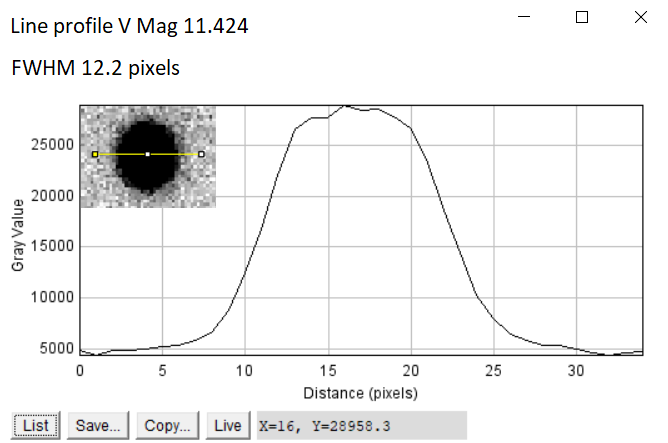 Line profile V Mag 11.424
FWHM 12.2 pixels
25000
20000
15000
10000
5000
Gray Value
0 5 10 15 20 25 30
Distance (pixels)
List Save... Copy... Live X=16, Y=28958.3